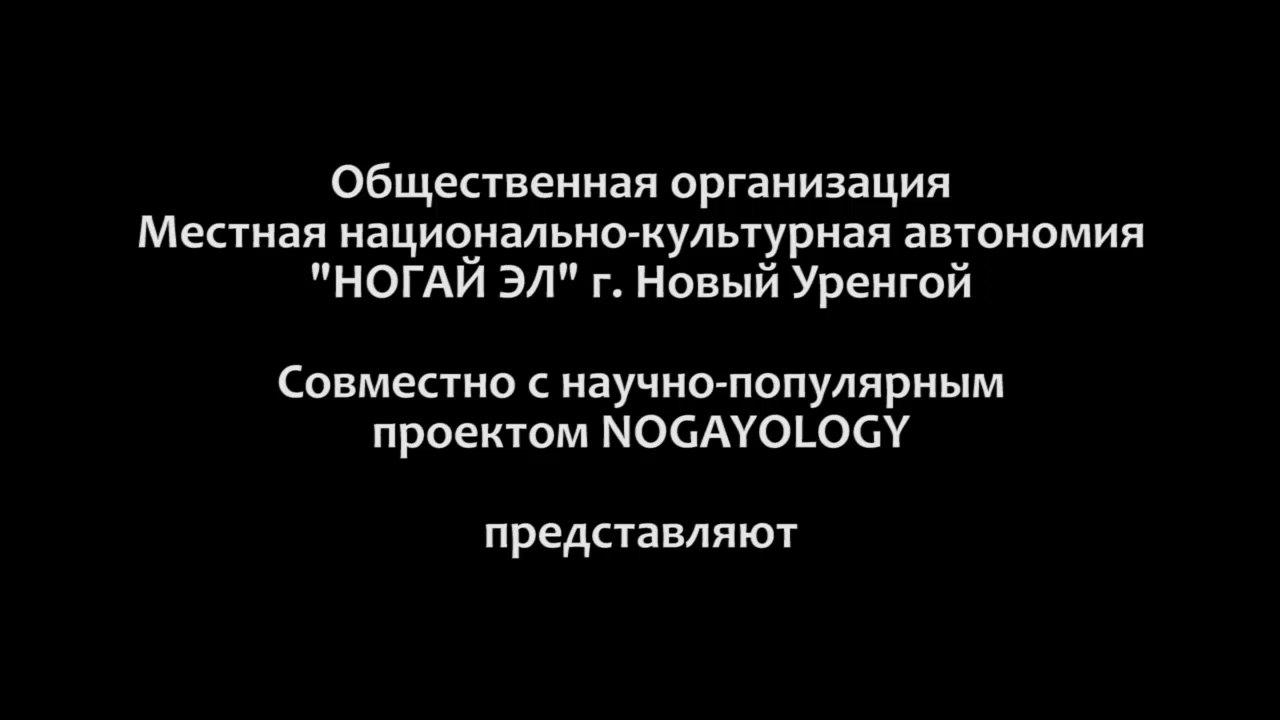 Общественная организация
Местная национально-культурная автономия
"НОГАЙ ЭЛ" г. Новый Уренгой
Совместно с научно-популярным
проектом NOGAYOLOGY
представляют